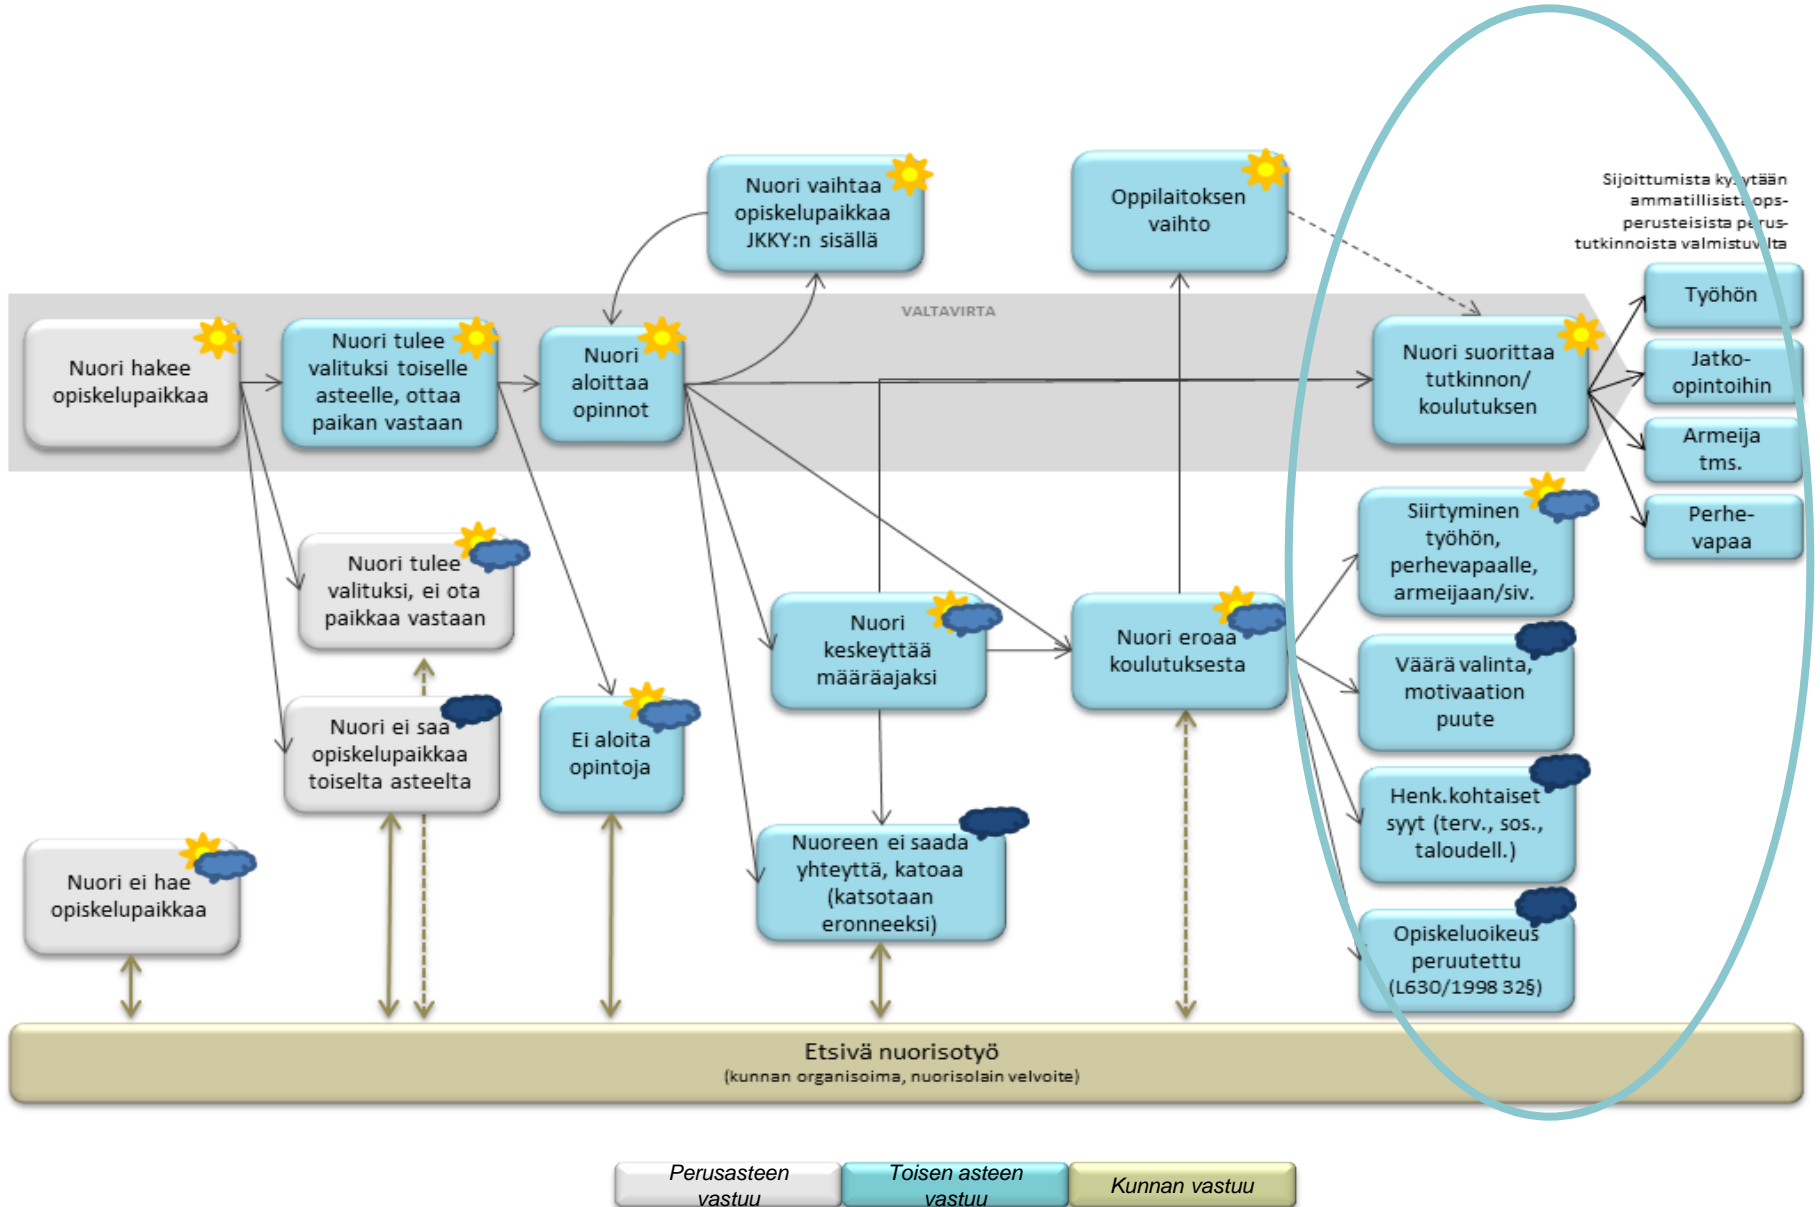 Nuori vaihtaa
opiskelupaikkaa
JKKY:n sisällä
Oppilaitoksen
vaihto
Sijoittumista kysytään
ammatillisista ops-
perusteisista perus-
tutkinnoista valmistuvilta
VALTAVIRTA
Nuori hakee
opiskelupaikkaa
Nuori tulee
valituksi toiselle
asteelle, ottaa
paikan vastaan
Nuori
aloittaa
opinnot
Nuori suorittaa
tutkinnon/
koulutuksen
Työhön
Jatko-
opintoihin
Armeija
tms.
Perhe-
vapaa
Nuori tulee
valituksi, ei ota
paikkaa vastaan
Nuori ei saa
opiskelupaikkaa
toiselta asteelta
Nuori ei hae
opiskelupaikkaa
Ei aloita
opintoja
Nuori
keskeyttää
määräajaksi
Nuoreen ei saada
yhteyttä, katoaa
(katsotaan
eronneeksi)
Nuori eroaa
koulutuksesta
Siirtyminen
työhön,
perhevapaalle,
armeijaan/siv.
Väärä valinta,
motivaation
puute
Henk.kohtaiset
syyt (terv., sos.,
taloudell.)
Opiskeluoikeus
peruutettu
(L630/1998 32§)
Etsivä nuorisotyö
(kunnan organisoima, nuorisolain velvoite)
Perusasteen
vastuu
Toisen asteen
vastuu
Kunnan vastuu